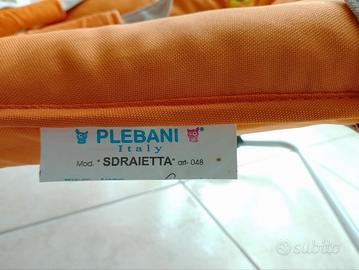 PLEBANI ®
Italy
Mod. " SDRAIETTA" art- 048
subito